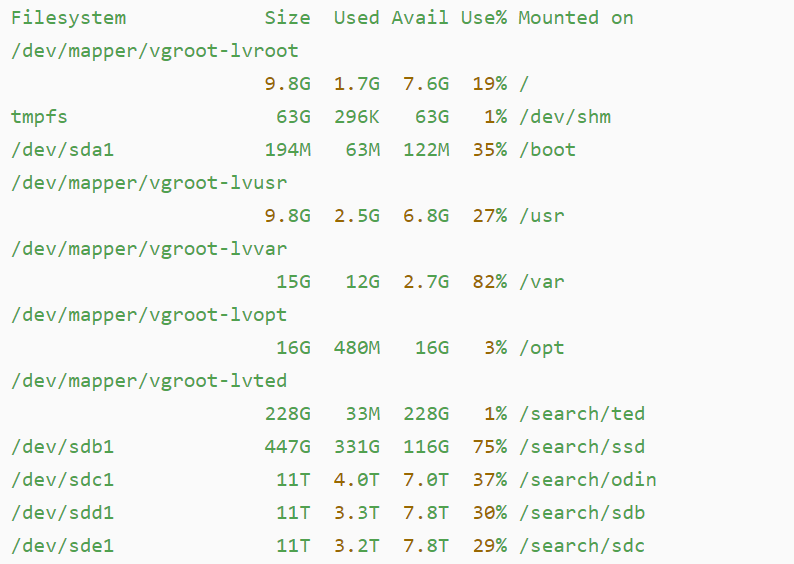 Filesystem            Size  Used Avail Use% Mounted on
/dev/mapper/vgroot-lvroot
                      9.8G  1.7G  7.6G  19% /
tmpfs                  63G  296K   63G   1% /dev/shm
/dev/sda1             194M   63M  122M  35% /boot
/dev/mapper/vgroot-lvusr
                      9.8G  2.5G  6.8G  27% /usr
/dev/mapper/vgroot-lvvar
                       15G   12G  2.7G  82% /var
/dev/mapper/vgroot-lvopt
                       16G  480M   16G   3% /opt
/dev/mapper/vgroot-lvted
                      228G   33M  228G   1% /search/ted
/dev/sdb1             447G  331G  116G  75% /search/ssd
/dev/sdc1              11T  4.0T  7.0T  37% /search/odin
/dev/sdd1              11T  3.3T  7.8T  30% /search/sdb
/dev/sde1              11T  3.2T  7.8T  29% /search/sdc